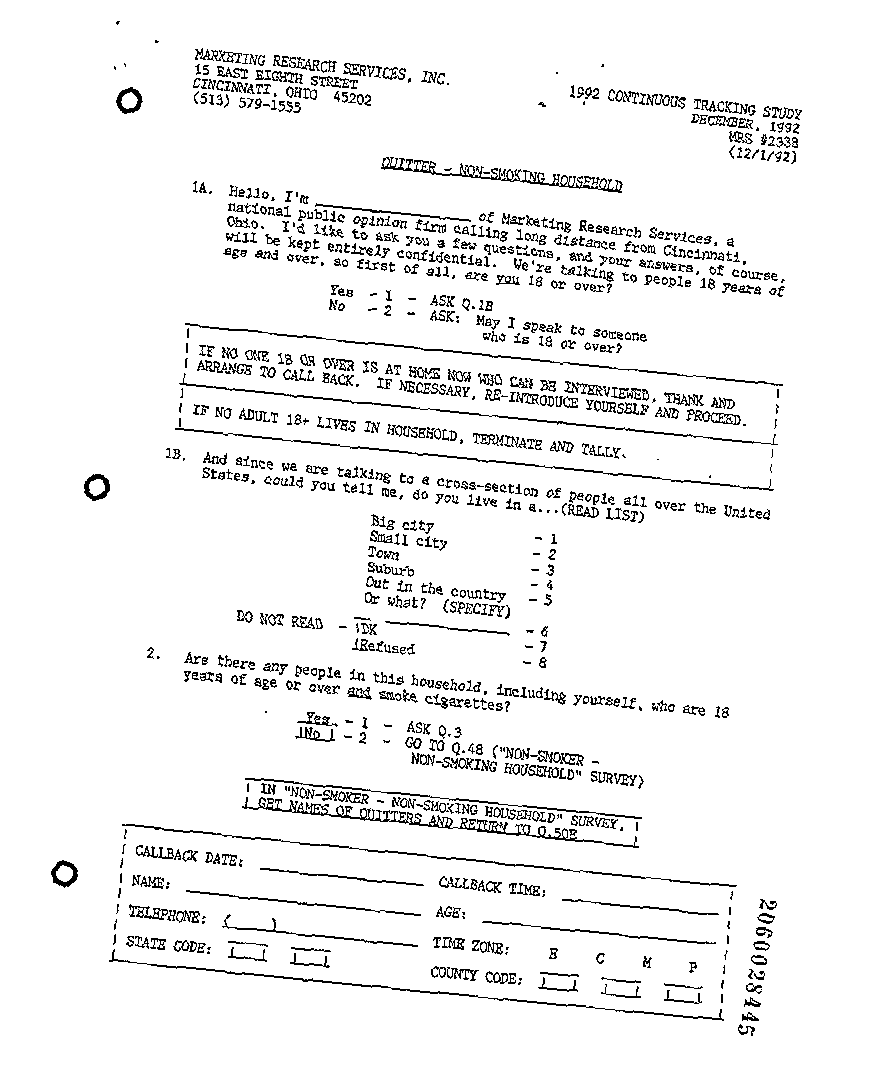 MARKETING RESEARCH SERVICES, INC.
15 EAST EIGHTH STREET
CINCINNATI, OHIO 45202
(513) 579-1555
1992 CONTINUOUS TRACKING STUDY
DECEMBER, 1992
MRS #2338
(12/1/92)
QUITTER - NON-SMOKING HOUSEHOLD
1A. Hello, I'm ______________ of Marketing Research Services, a
national public opinion firm calling long distance from Cincinnati,
Ohio. I'd like to ask you a few questions, and your answers, of course,
will be kept entirely confidential. We're talking to people 18 years of
age and over, so first of all, are you 18 or over?
Yes - 1 - ASK Q.1B
No - 2 - ASK: May I speak to someone
who is 18 or over?
IF NO ONE 18 OR OVER IS AT HOME NOW WHO CAN BE INTERVIEWED, THANK AND
ARRANGE TO CALL BACK. IF NECESSARY, RE-INTRODUCE YOURSELF AND PROCEED.
IF NO ADULT 18+ LIVES IN HOUSEHOLD, TERMINATE AND TALLY.
1B. And since we are talking to a cross-section of people all over the United
States, could you tell me, do you live in a...(READ LIST)
Big city - 1
Small city - 2
Town - 3
Suburb - 4
Out in the country - 5
Or what? (SPECIFY)
______________ - 6
DO NOT READ - DK - 7
Refused - 8
2. Are there any people in this household, including yourself, who are 18
years of age or over and smoke cigarettes?
Yes - 1 - ASK Q.3
No - 2 - GO TO Q.48 ("NON-SMOKER -
NON-SMOKING HOUSEHOLD" SURVEY)
IN "NON-SMOKER - NON-SMOKING HOUSEHOLD" SURVEY,
GET NAMES OF QUITTERS AND RETURN TO Q.50E
CALLBACK DATE: ______________ CALLBACK TIME: ______________
NAME: ______________ AGE: ______________
TELEPHONE: ( ) ______________ TIME ZONE: E C M P
STATE CODE: COUNTY CODE:
2060028445